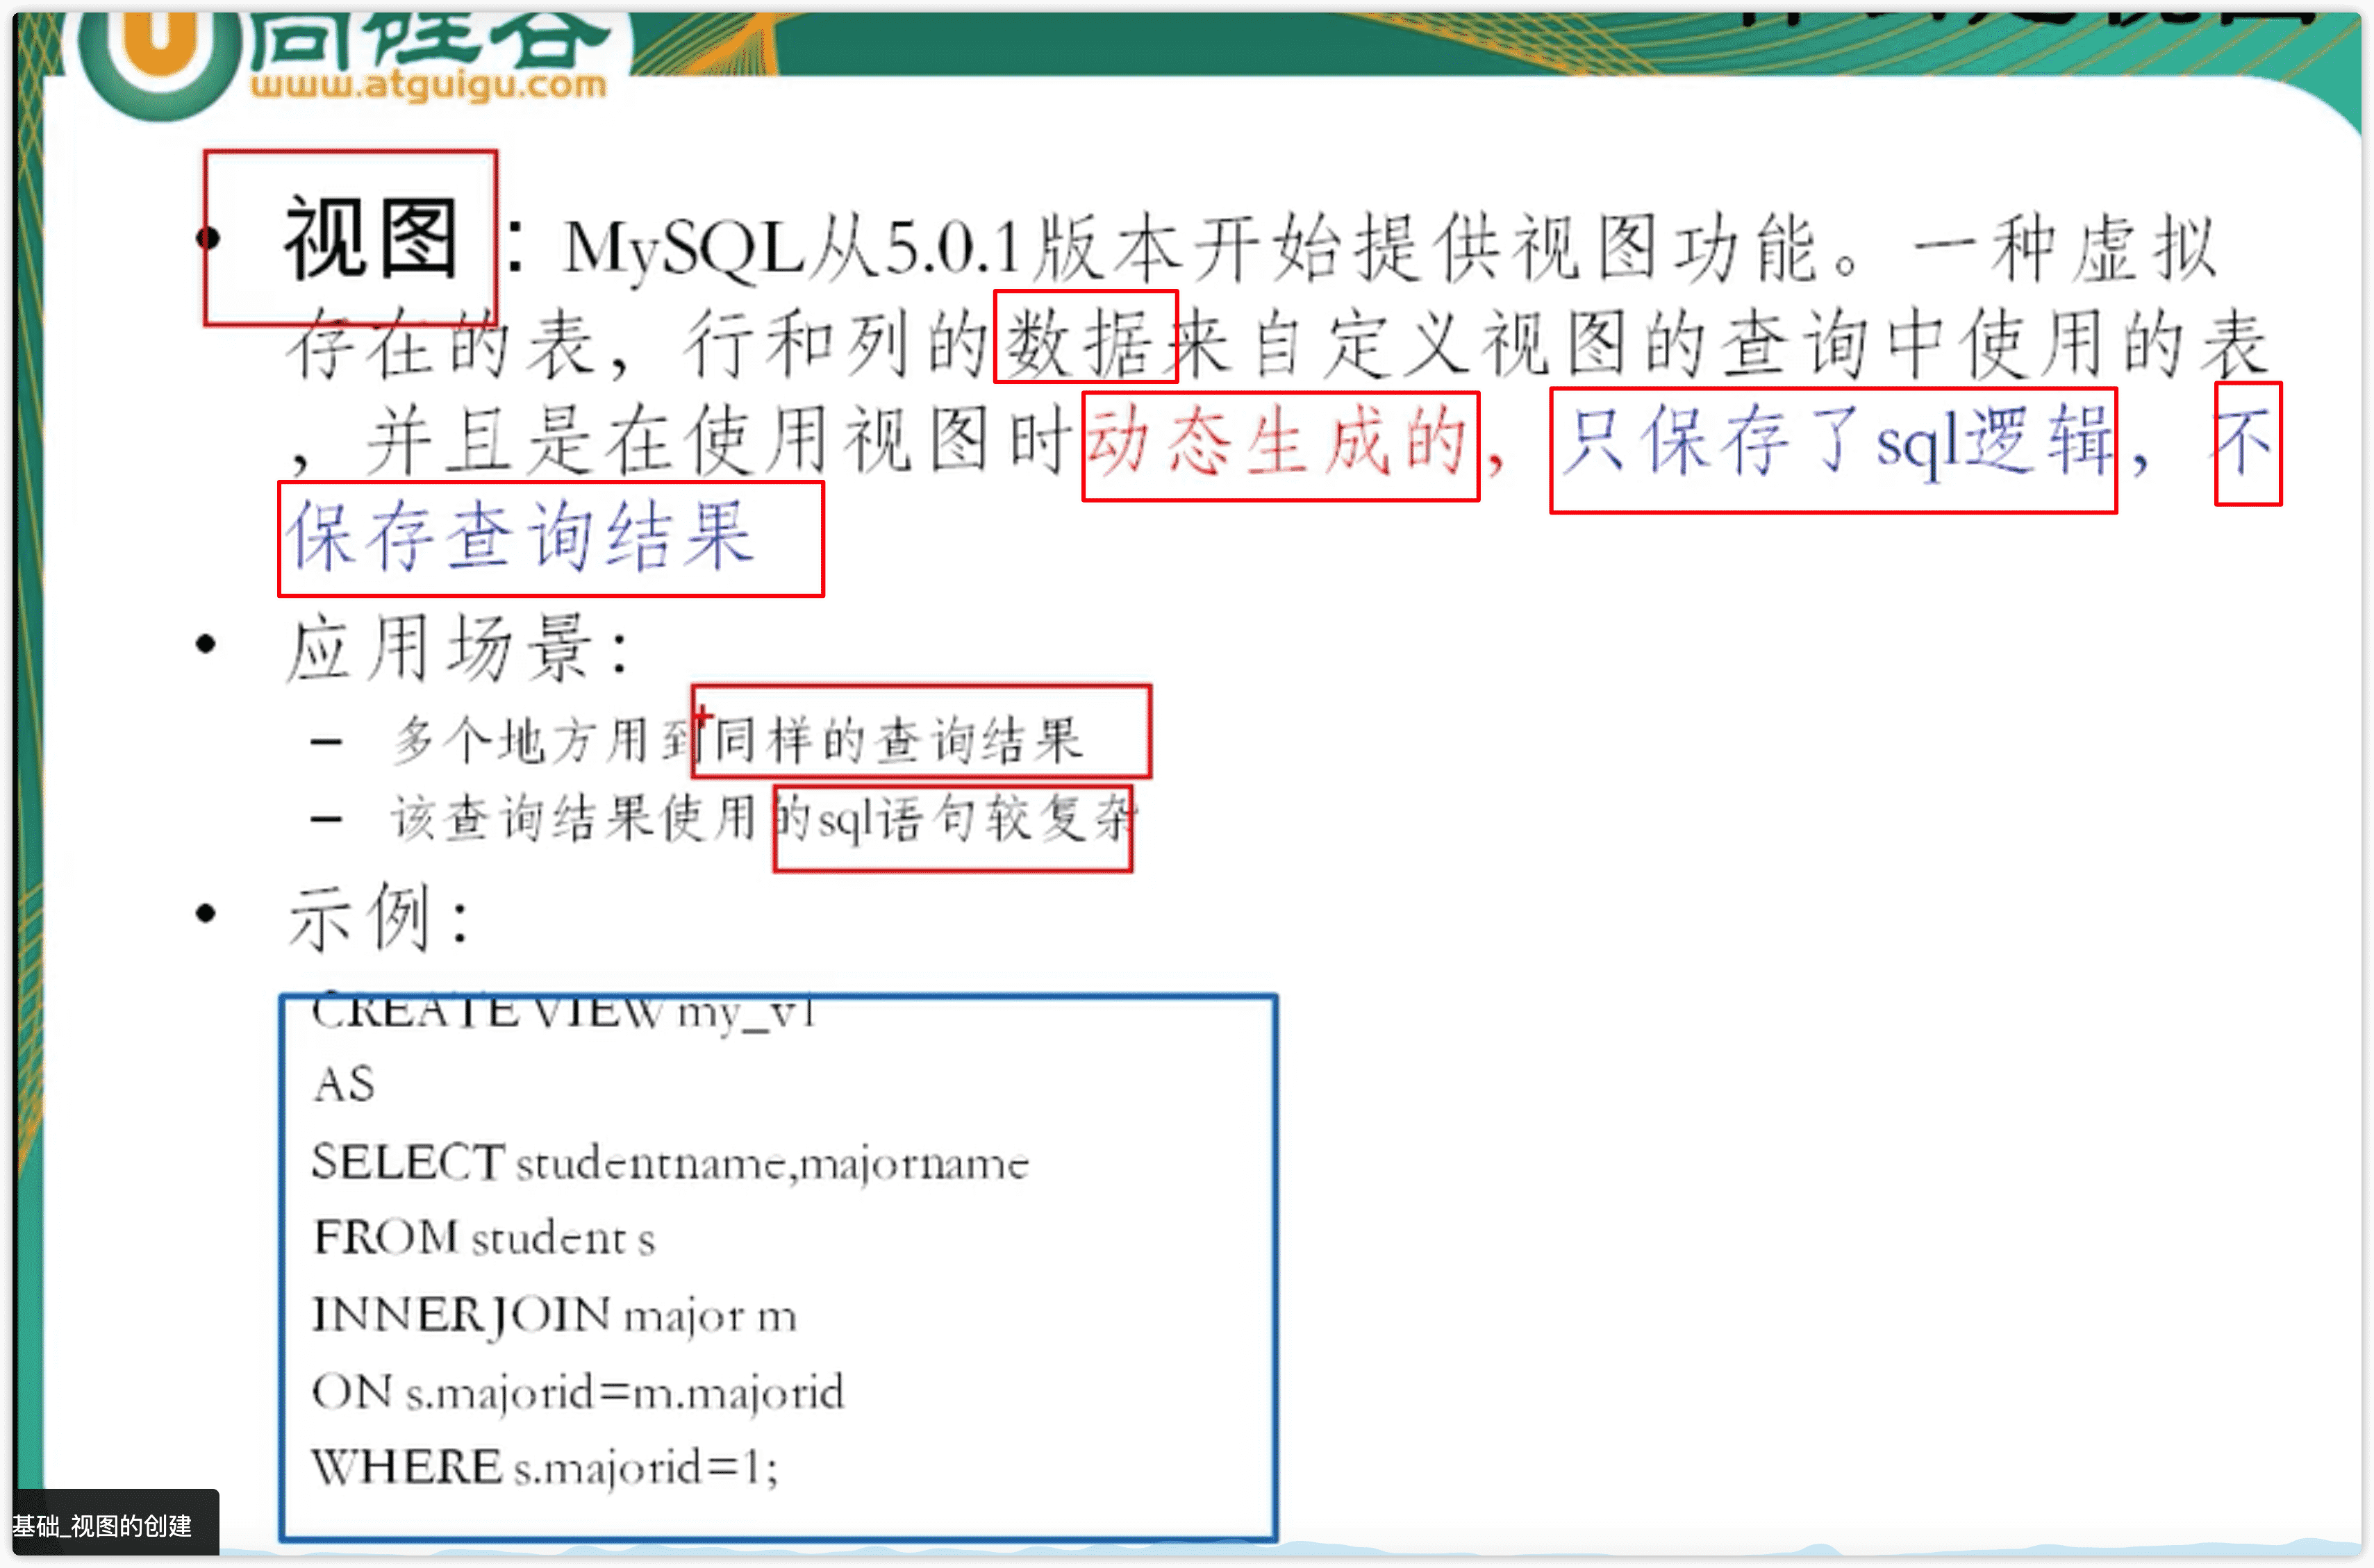 尚硅谷
www.atguigu.com
• 视图：MySQL从5.0.1版本开始提供视图功能。一种虚拟
存在的表，行和列的数据来自定义视图的查询中使用的表
，并且是在使用视图时动态生成的，只保存了sql逻辑，不
保存查询结果
• 应用场景：
– 多个地方用到同样的查询结果
– 该查询结果使用的sql语句较复杂
• 示例：
CREATE VIEW my_v1
AS
SELECT studentname,majorname
FROM student s
INNER JOIN major m
ON s.majorid=m.majorid
WHERE s.majorid=1;
基础_视图的创建